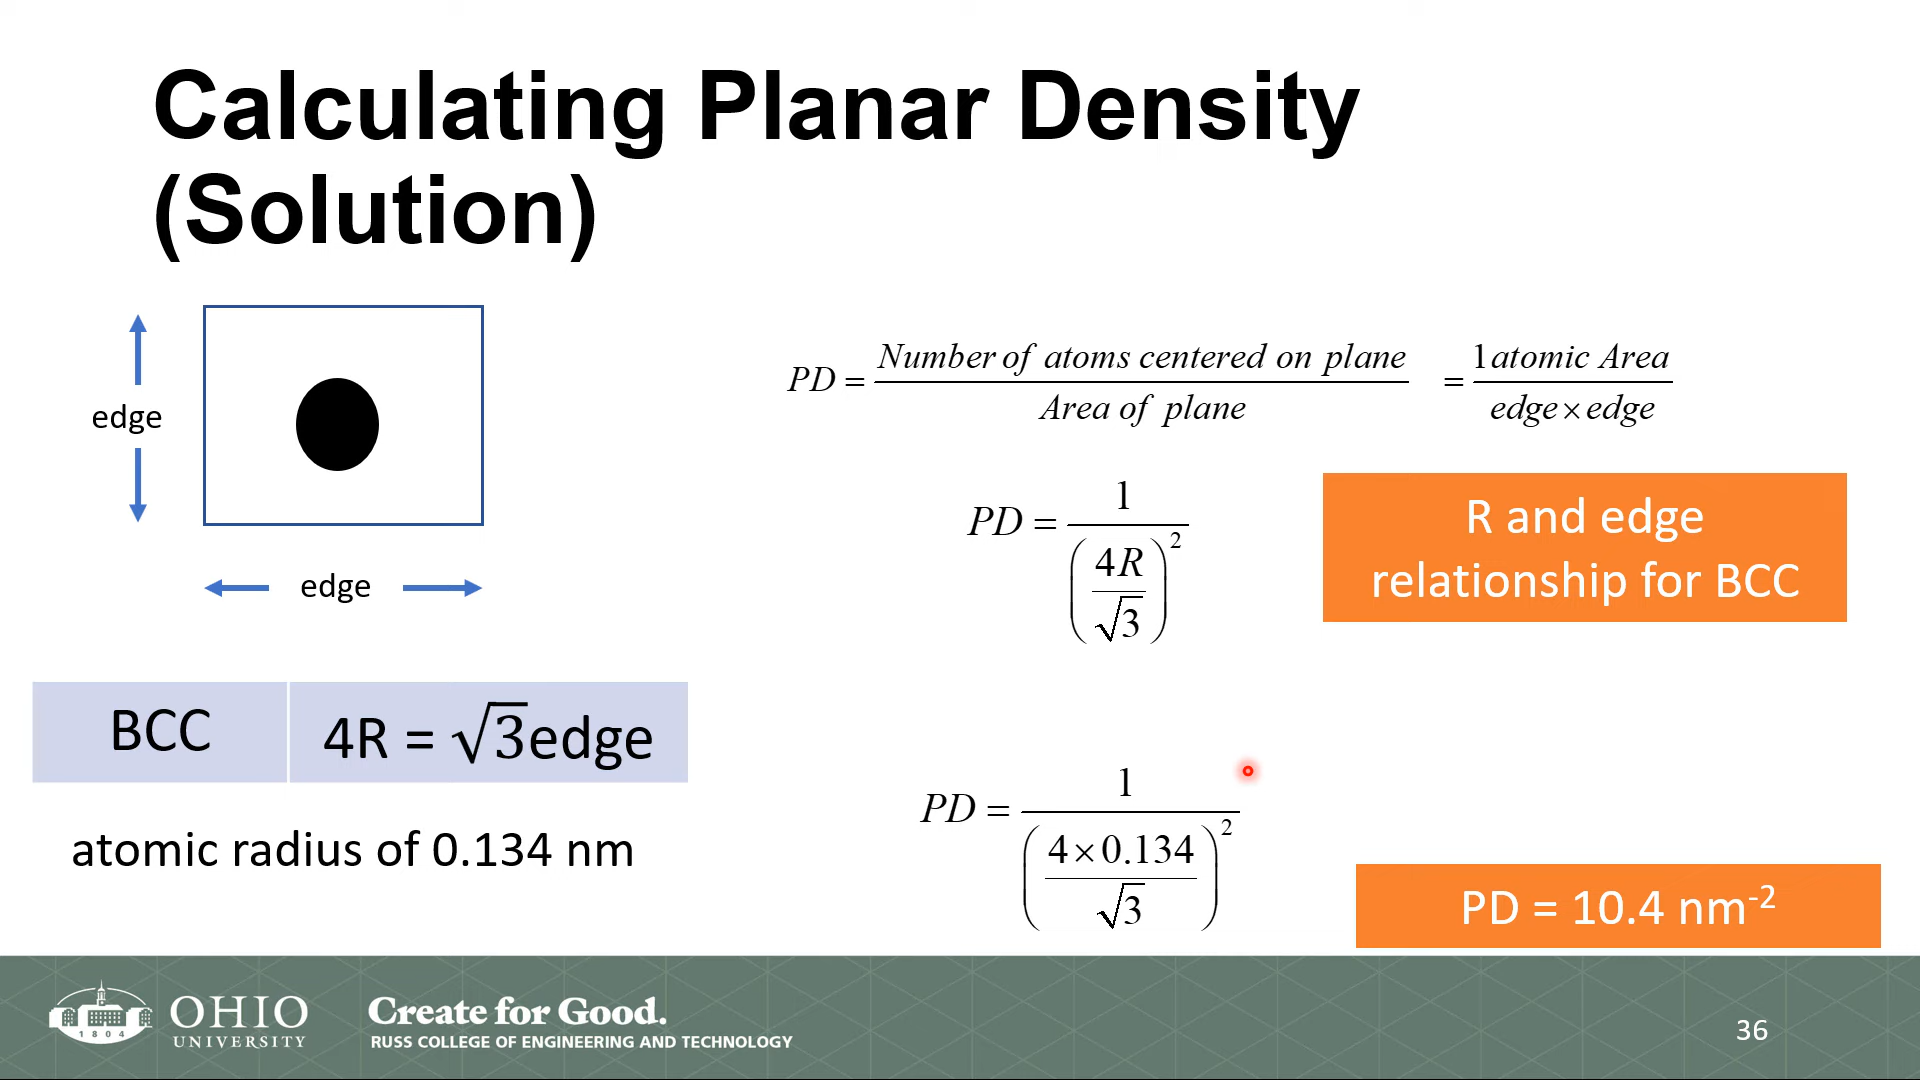 Calculating Planar Density
(Solution)
edge
edge
PD = Number of atoms centered on plane / Area of plane = 1 atomic Area / edge × edge
PD = 1 / (4R / √3)²
R and edge
relationship for BCC
BCC 4R = √3edge
atomic radius of 0.134 nm
PD = 1 / (4 × 0.134 / √3)²
PD = 10.4 nm⁻²
1804
OHIO
UNIVERSITY
Create for Good.
RUSS COLLEGE OF ENGINEERING AND TECHNOLOGY
36